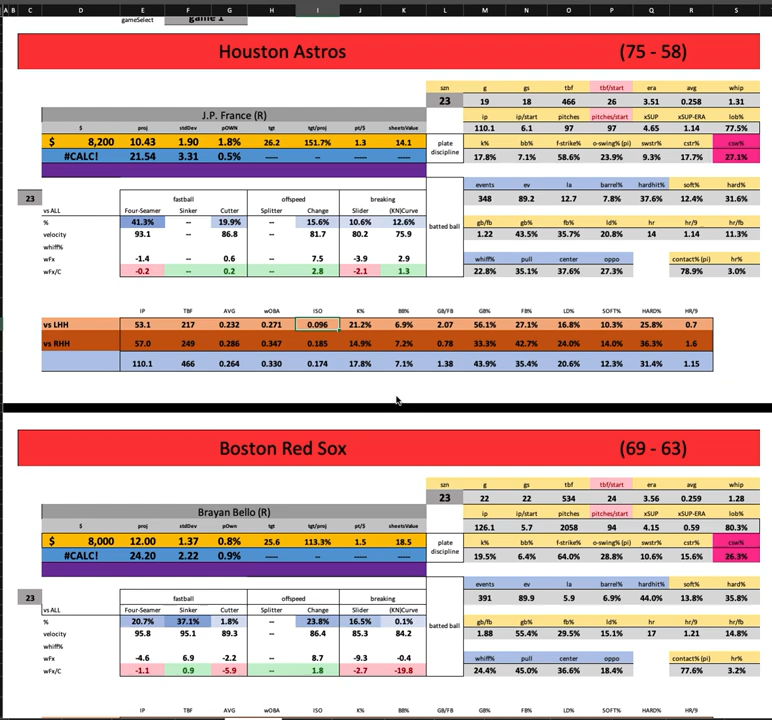 A B C D E F G H I J K L M N O P Q R S
gameSelect game 1
Houston Astros (75 - 58)
szn g gs tbf tbf/start era avg whip
23 19 18 466 26 3.51 0.258 1.31
J.P. France (R) ip ip/start pitches pitches/start xSUP xSUP-ERA lob%
$ proj stdDev pOWN tgt tgt/proj pt/$ sheetsValue 110.1 6.1 97 97 4.65 1.14 77.5%
$ 8,200 10.43 1.90 1.8% 26.2 151.7% 1.3 14.1 plate discipline k% bb% f-strike% o-swing% (pi) swstr% cstr% csw%
#CALC! 21.54 3.31 0.5% ---- ---- ---- ---- 17.8% 7.1% 58.6% 23.9% 9.3% 17.7% 27.1%
events ev la barrel% hardhit% soft% hard%
23 fastball offspeed breaking 348 89.2 12.7 7.8% 37.6% 12.4% 31.6%
vs ALL Four-Seamer Sinker Cutter Splitter Change Slider (KN)Curve
% 41.3% -- 19.9% -- 15.6% 10.6% 12.6% batted ball gb/fb gb% fb% ld% hr hr/9 hr/fb
velocity 93.1 -- 86.8 -- 81.7 80.2 75.9 1.22 43.5% 35.7% 20.8% 14 1.14 11.3%
whiff%
wFx -1.4 -- 0.6 7.5 -3.9 2.9 whiff% pull center oppo contact% (pi) hr%
wFx/C -0.2 -- 0.2 -- 2.8 -2.1 1.3 22.8% 35.1% 37.6% 27.3% 78.9% 3.0%
IP TBF AVG wOBA ISO K% BB% GB/FB GB% FB% LD% SOFT% HARD% HR/9
vs LHH 53.1 217 0.232 0.271 0.096 21.2% 6.9% 2.07 56.1% 27.1% 16.8% 10.3% 25.8% 0.7
vs RHH 57.0 249 0.286 0.347 0.185 14.9% 7.2% 0.78 33.3% 42.7% 24.0% 14.0% 36.3% 1.6
110.1 466 0.264 0.330 0.174 17.8% 7.1% 1.38 43.9% 35.4% 20.6% 12.3% 31.4% 1.15
Boston Red Sox (69 - 63)
szn g gs tbf tbf/start era avg whip
23 22 22 534 24 3.56 0.259 1.28
Brayan Bello (R) ip ip/start pitches pitches/start xSUP xSUP-ERA lob%
$ proj stdDev pOwn tgt tgt/proj pt/$ sheetsValue 126.1 5.7 2058 94 4.15 0.59 80.3%
$ 8,000 12.00 1.37 0.8% 25.6 113.3% 1.5 18.5 plate discipline k% bb% f-strike% o-swing% (pi) swstr% cstr% csw%
#CALC! 24.20 2.22 0.9% ---- ---- ---- ---- 19.5% 6.4% 64.0% 28.8% 10.6% 15.6% 26.3%
events ev la barrel% hardhit% soft% hard%
23 fastball offspeed breaking 391 89.9 5.9 6.9% 44.0% 13.8% 35.8%
vs ALL Four-Seamer Sinker Cutter Splitter Change Slider (KN)Curve
% 20.7% 37.1% 1.8% -- 23.8% 16.5% 0.1% batted ball gb/fb gb% fb% ld% hr hr/9 hr/fb
velocity 95.8 95.1 89.3 -- 86.4 85.3 84.2 1.88 55.4% 29.5% 15.1% 17 1.21 14.8%
whiff%
wFx -4.6 6.9 -2.2 8.7 -9.3 -0.4 whiff% pull center oppo contact% (pi) hr%
wFx/C -1.1 0.9 -5.9 -- 1.8 -2.7 -19.8 24.4% 45.0% 36.6% 18.4% 77.6% 3.2%
IP TBF AVG wOBA ISO K% BB% GB/FB GB% FB% LD% SOFT% HARD% HR/9